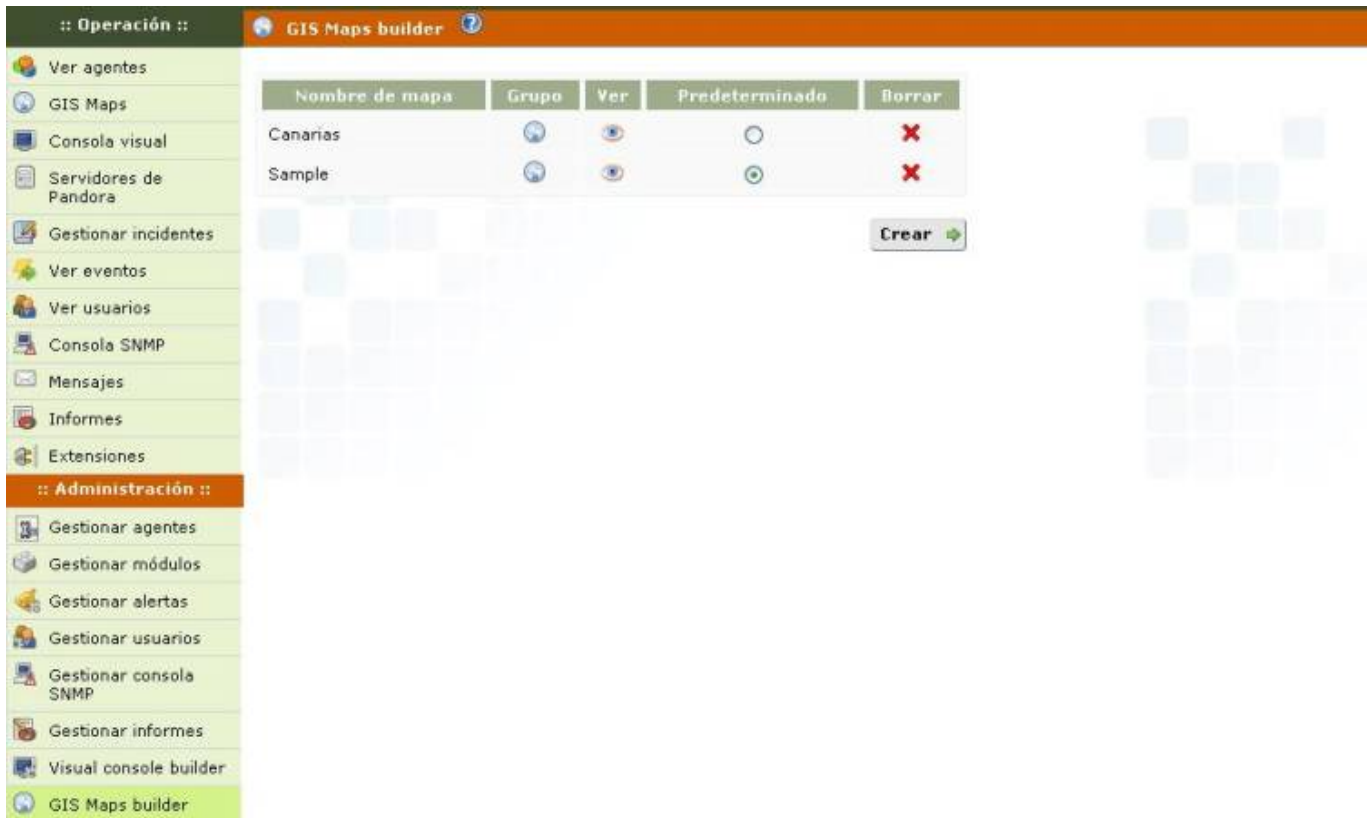 :: Operación ::
Ver agentes
GIS Maps
Consola visual
Servidores de
Pandora
Gestionar incidentes
Ver eventos
Ver usuarios
Consola SNMP
Mensajes
Informes
Extensiones
:: Administración ::
Gestionar agentes
Gestionar módulos
Gestionar alertas
Gestionar usuarios
Gestionar consola
SNMP
Gestionar informes
Visual console builder
GIS Maps builder
GIS Maps builder ?
Nombre de mapa Grupo Ver Predeterminado Borrar
Canarias
Sample
Crear